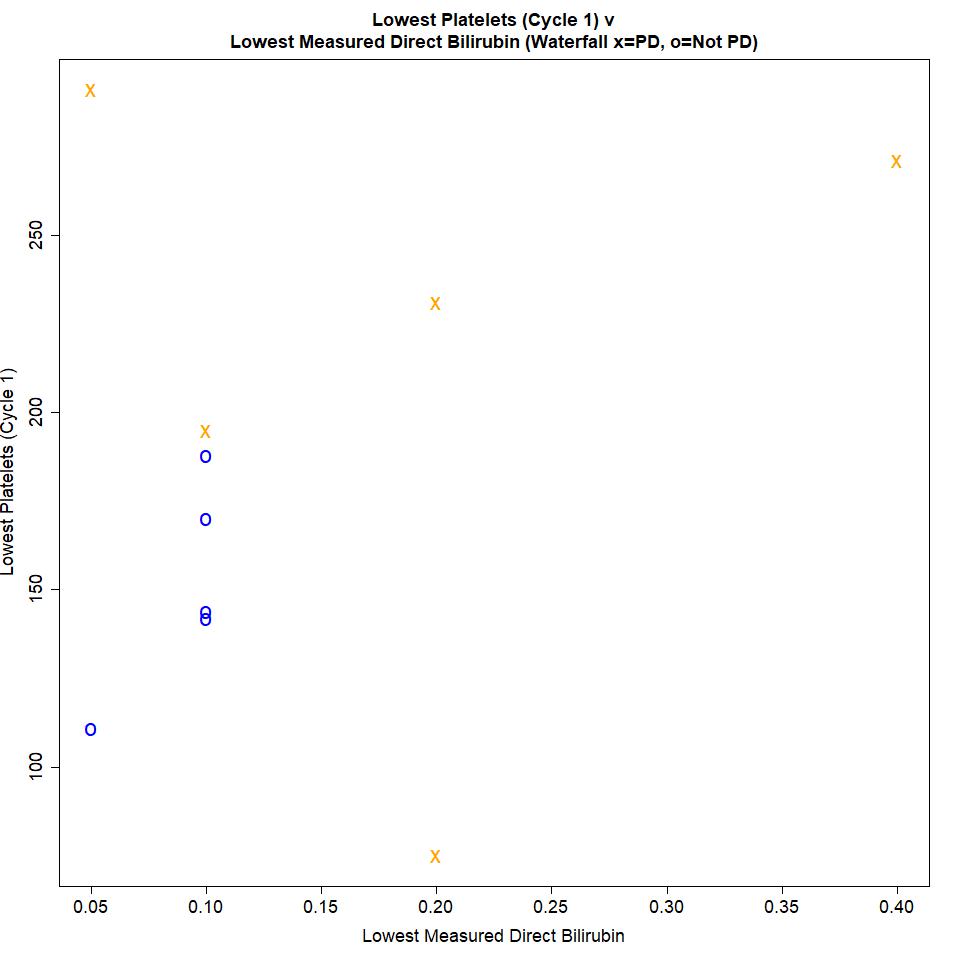 Lowest Platelets (Cycle 1) v
Lowest Measured Direct Bilirubin (Waterfall x=PD, o=Not PD)
Lowest Platelets (Cycle 1)
250
200
150
100
X
X
X
X
O
O
O
O
O
X
0.05 0.10 0.15 0.20 0.25 0.30 0.35 0.40
Lowest Measured Direct Bilirubin